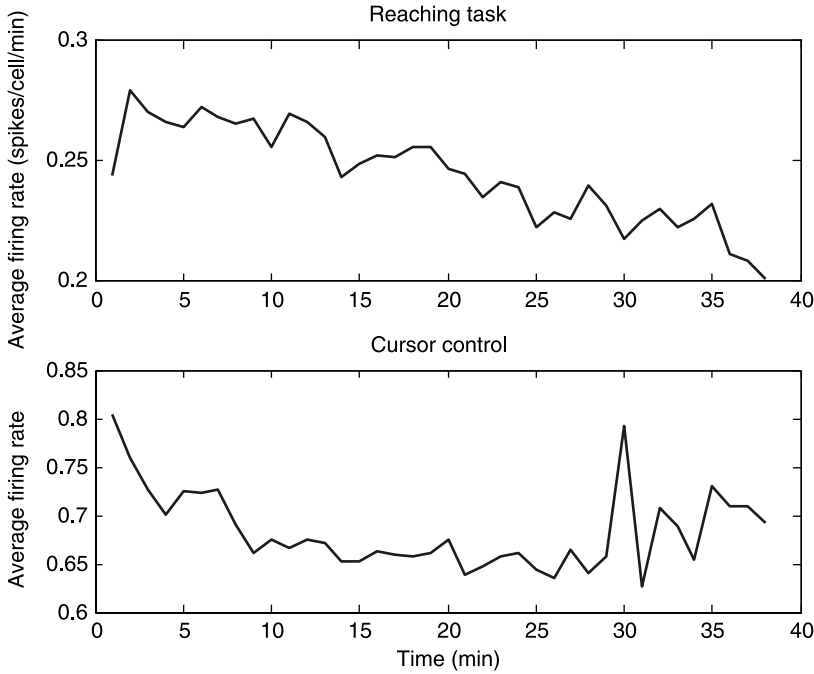 Reaching task
Average firing rate (spikes/cell/min)
0.3
0.25
0.2
0 5 10 15 20 25 30 35 40
Cursor control
Average firing rate
0.85
0.8
0.75
0.7
0.65
0.6
0 5 10 15 20 25 30 35 40
Time (min)